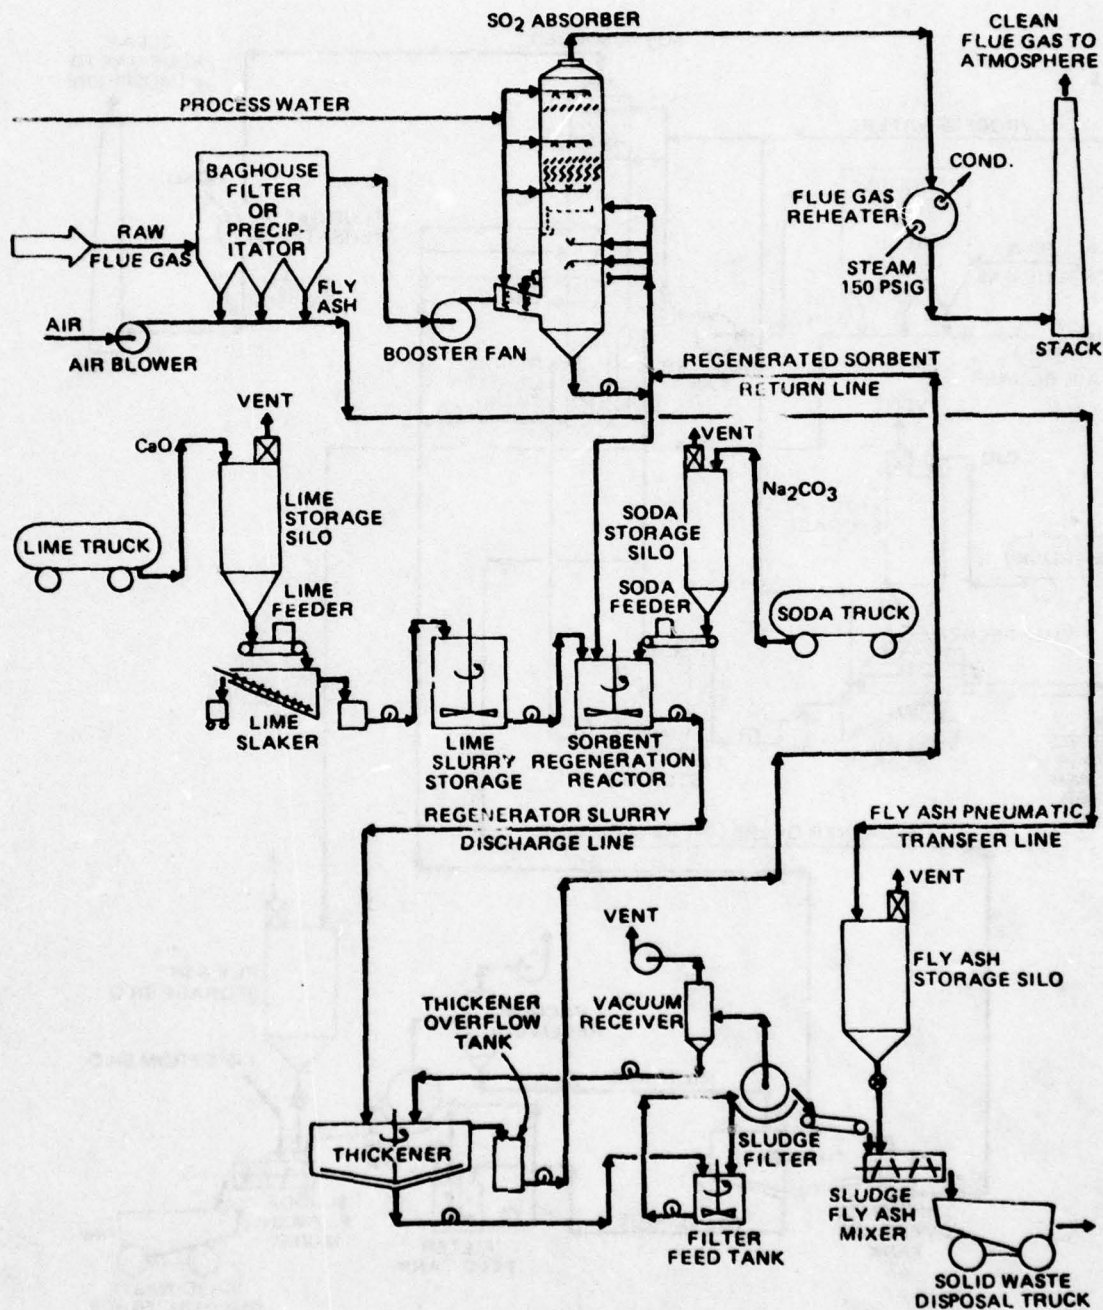 SO2 ABSORBER
CLEAN
FLUE GAS TO
ATMOSPHERE
PROCESS WATER
BAGHOUSE
FILTER
OR
PRECIP-
ITATOR
COND.
FLUE GAS
REHEATER
RAW
FLUE GAS
STEAM
150 PSIG
FLY
ASH
AIR
AIR BLOWER
BOOSTER FAN
STACK
REGENERATED SORBENT
RETURN LINE
VENT
CaO
VENT
Na2CO3
LIME
STORAGE
SILO
SODA
STORAGE
SILO
LIME TRUCK
LIME
FEEDER
SODA
FEEDER
SODA TRUCK
LIME
SLAKER
LIME
SLURRY
STORAGE
SORBENT
REGENERATION
REACTOR
REGENERATOR SLURRY
DISCHARGE LINE
FLY ASH PNEUMATIC
TRANSFER LINE
VENT
VENT
FLY ASH
STORAGE SILO
THICKENER
OVERFLOW
TANK
VACUUM
RECEIVER
THICKENER
SLUDGE
FILTER
SLUDGE
FLY ASH
MIXER
FILTER
FEED TANK
SOLID WASTE
DISPOSAL TRUCK